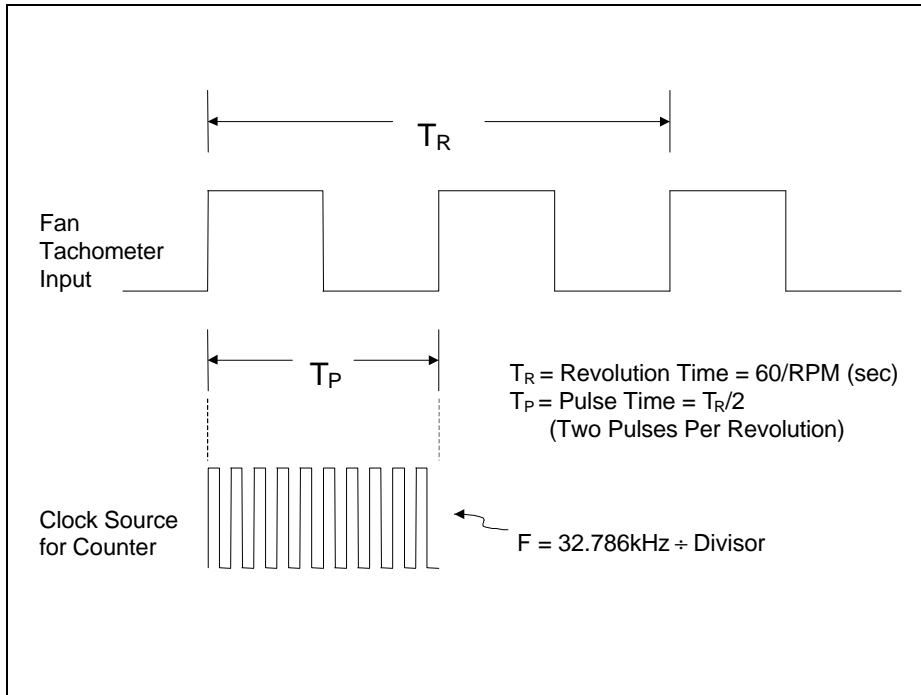 T_R
Fan
Tachometer
Input
T_P
T_R = Revolution Time = 60/RPM (sec)
T_P = Pulse Time = T_R/2
(Two Pulses Per Revolution)
Clock Source
for Counter
F = 32.786kHz ÷ Divisor